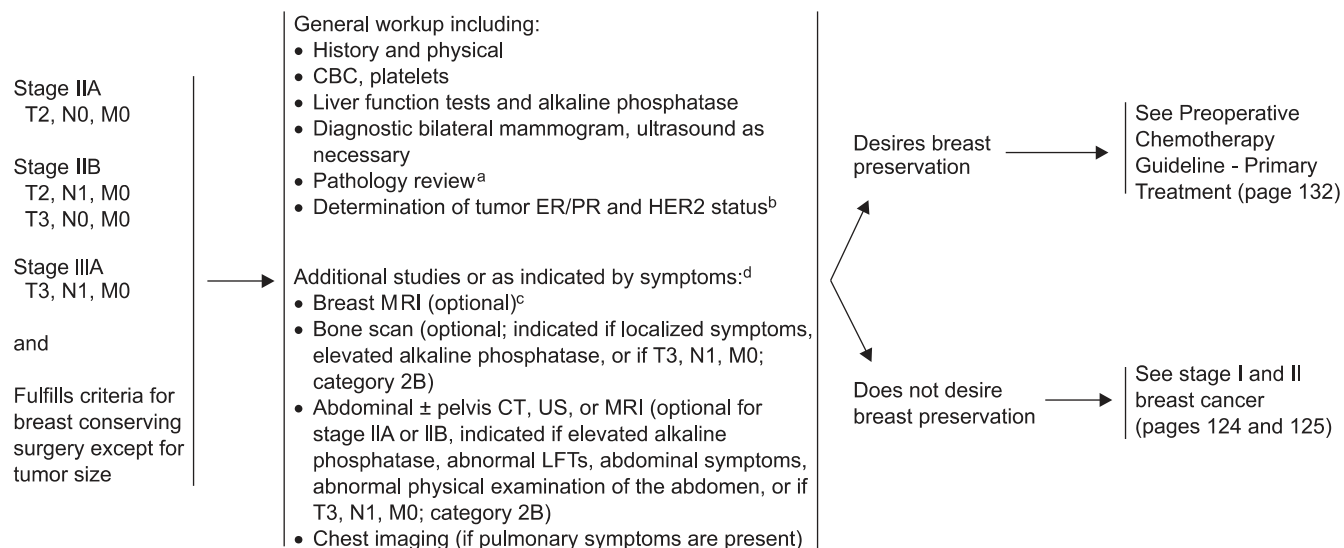 Stage IIA
T2, N0, M0
Stage IIB
T2, N1, M0
T3, N0, M0
Stage IIIA
T3, N1, M0
and
Fulfills criteria for
breast conserving
surgery except for
tumor size
General workup including:
• History and physical
• CBC, platelets
• Liver function tests and alkaline phosphatase
• Diagnostic bilateral mammogram, ultrasound as
necessary
• Pathology reviewᵃ
• Determination of tumor ER/PR and HER2 statusᵇ
Additional studies or as indicated by symptoms:ᵈ
• Breast MRI (optional)ᶜ
• Bone scan (optional; indicated if localized symptoms,
elevated alkaline phosphatase, or if T3, N1, M0;
category 2B)
• Abdominal ± pelvis CT, US, or MRI (optional for
stage IIA or IIB, indicated if elevated alkaline
phosphatase, abnormal LFTs, abdominal symptoms,
abnormal physical examination of the abdomen, or if
T3, N1, M0; category 2B)
• Chest imaging (if pulmonary symptoms are present)
Desires breast
preservation
See Preoperative
Chemotherapy
Guideline - Primary
Treatment (page 132)
Does not desire
breast preservation
See stage I and II
breast cancer
(pages 124 and 125)